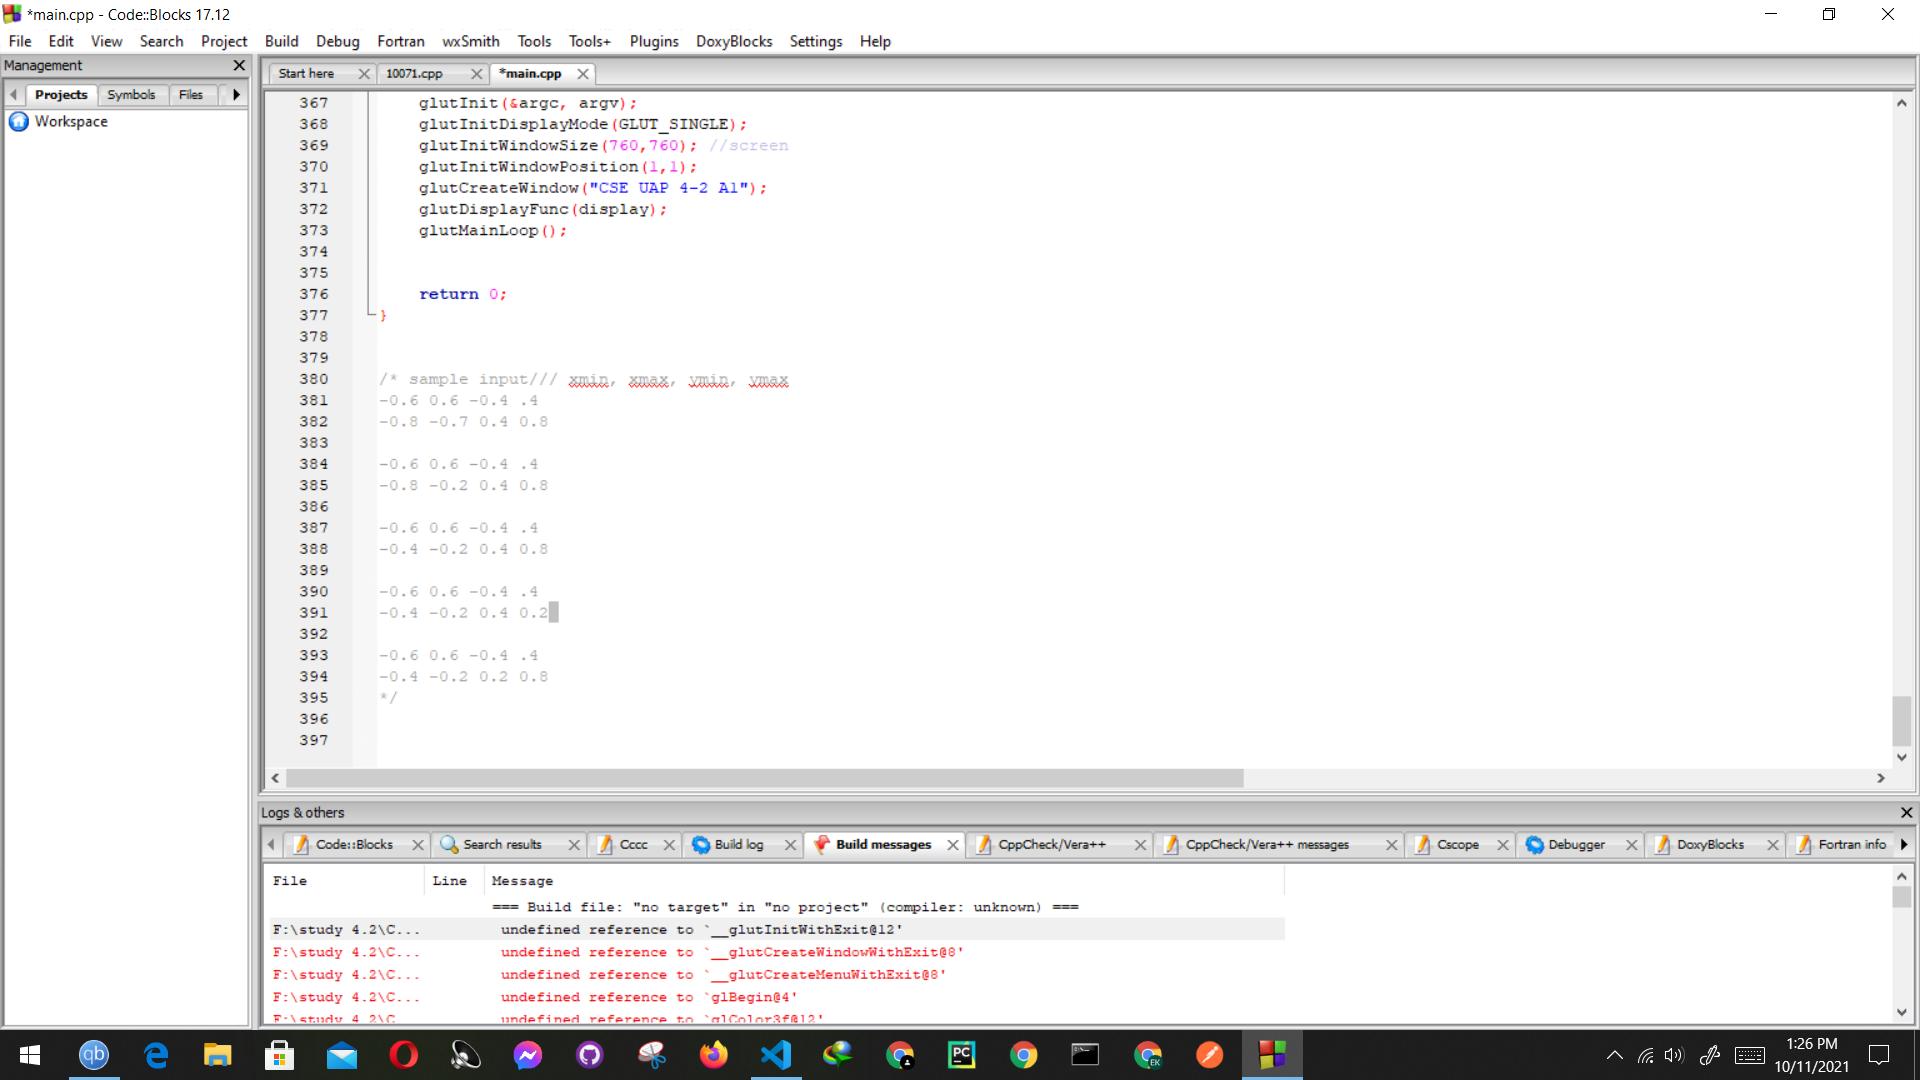 *main.cpp - Code::Blocks 17.12
File Edit View Search Project Build Debug Fortran wxSmith Tools Tools+ Plugins DoxyBlocks Settings Help
Management
Projects Symbols Files
Workspace
Start here 10071.cpp *main.cpp
367 glutInit(&argc, argv);
368 glutInitDisplayMode(GLUT_SINGLE);
369 glutInitWindowSize(760,760); //screen
370 glutInitWindowPosition(1,1);
371 glutCreateWindow("CSE UAP 4-2 A1");
372 glutDisplayFunc(display);
373 glutMainLoop();
374
375
376 return 0;
377 }
378
379
380 /* sample input/// xmin, xmax, ymin, ymax
381 -0.6 0.6 -0.4 .4
382 -0.8 -0.7 0.4 0.8
383
384 -0.6 0.6 -0.4 .4
385 -0.8 -0.2 0.4 0.8
386
387 -0.6 0.6 -0.4 .4
388 -0.4 -0.2 0.4 0.8
389
390 -0.6 0.6 -0.4 .4
391 -0.4 -0.2 0.4 0.2
392
393 -0.6 0.6 -0.4 .4
394 -0.4 -0.2 0.2 0.8
395 */
396
397
Logs & others
Code::Blocks Search results Cccc Build log Build messages CppCheck/Vera++ CppCheck/Vera++ messages Cscope Debugger DoxyBlocks Fortran info
File Line Message
=== Build file: "no target" in "no project" (compiler: unknown) ===
F:\study 4.2\C... undefined reference to `__glutInitWithExit@12'
F:\study 4.2\C... undefined reference to `__glutCreateWindowWithExit@8'
F:\study 4.2\C... undefined reference to `__glutCreateMenuWithExit@8'
F:\study 4.2\C... undefined reference to `glBegin@4'
F:\study 4.2\C... undefined reference to `glColor3f@12'
qb PC EK
1:26 PM
10/11/2021